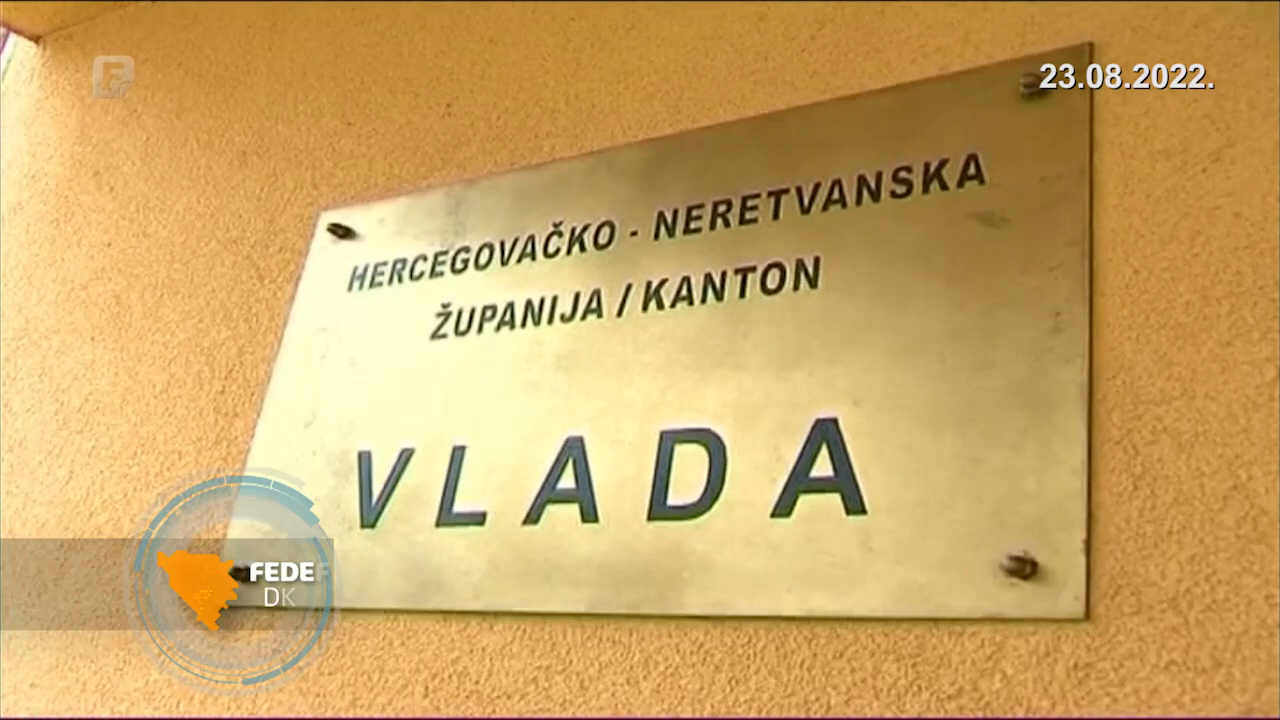 23.08.2022.
HERCEGOVAČKO - NERETVANSKA
ŽUPANIJA / KANTON
VLADA
FEDE
DK